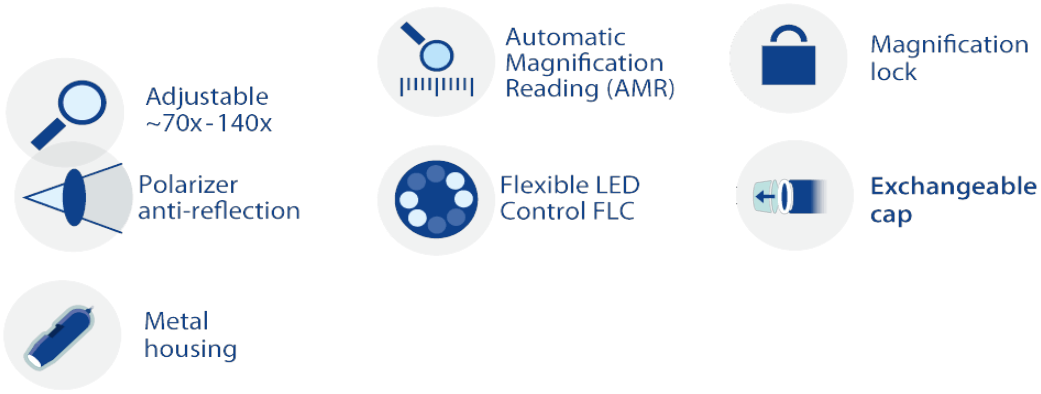 Adjustable
~70x-140x
Automatic
Magnification
Reading (AMR)
Magnification
lock
Polarizer
anti-reflection
Flexible LED
Control FLC
Exchangeable
cap
Metal
housing